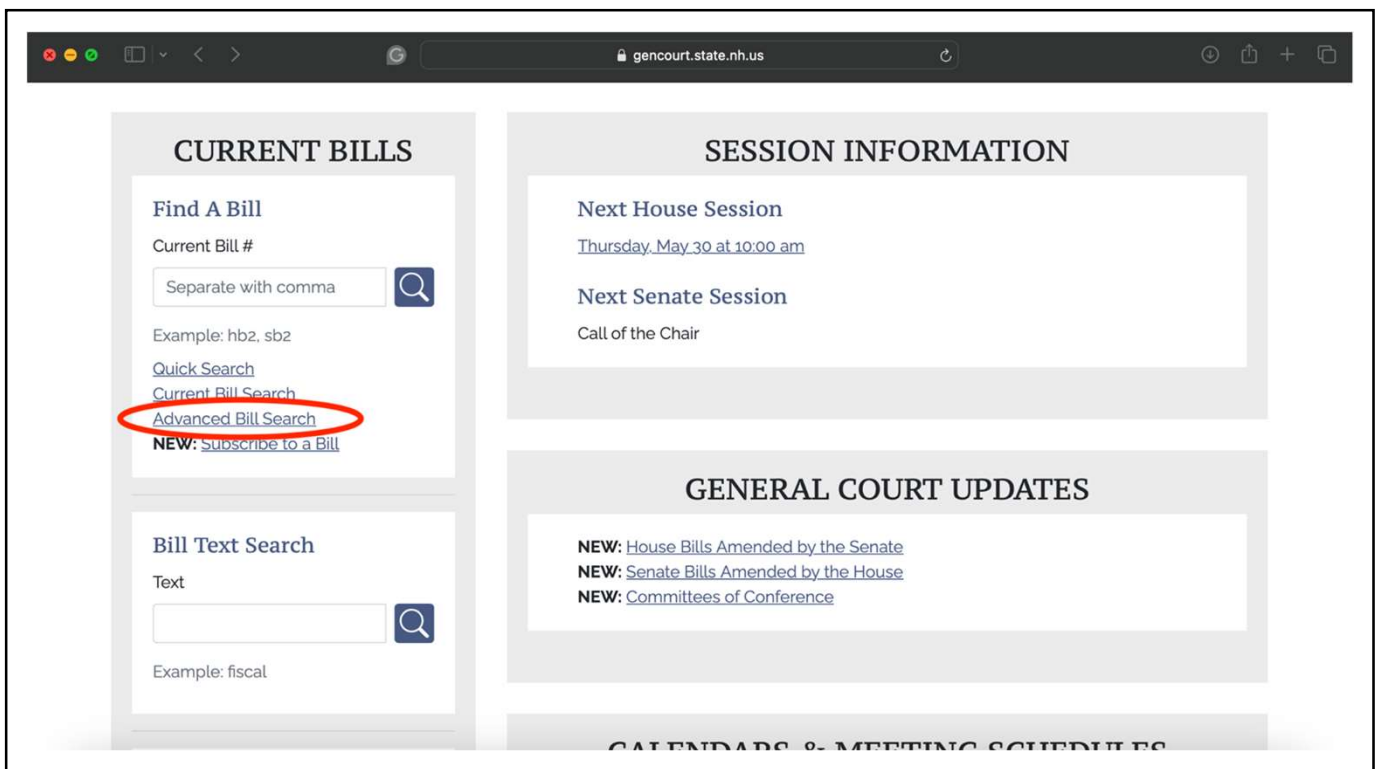 gencourt.state.nh.us
CURRENT BILLS
Find A Bill
Current Bill #
Separate with comma
Example: hb2, sb2
Quick Search
Current Bill Search
Advanced Bill Search
NEW: Subscribe to a Bill
Bill Text Search
Text
Example: fiscal
SESSION INFORMATION
Next House Session
Thursday, May 30 at 10:00 am
Next Senate Session
Call of the Chair
GENERAL COURT UPDATES
NEW: House Bills Amended by the Senate
NEW: Senate Bills Amended by the House
NEW: Committees of Conference
CALENDARS & MEETING SCHEDULES